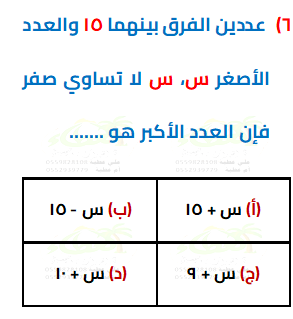 ٦) عددين الفرق بينهما ١٥ والعدد
الأصغر س، س لا تساوي صفر
فإن العدد الأكبر هو .......
(أ) س + ١٥
(ب) س - ١٥
(ج) س + ٩
(د) س + ١٠